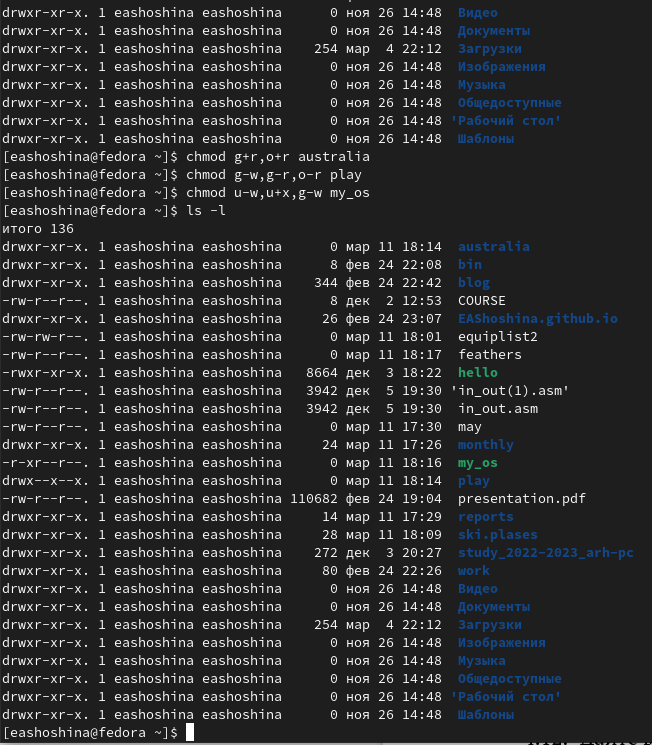 drwxr-xr-x. 1 eashoshina eashoshina      0 ноя 26 14:48  Видео
drwxr-xr-x. 1 eashoshina eashoshina      0 ноя 26 14:48  Документы
drwxr-xr-x. 1 eashoshina eashoshina    254 мар  4 22:12  Загрузки
drwxr-xr-x. 1 eashoshina eashoshina      0 ноя 26 14:48  Изображения
drwxr-xr-x. 1 eashoshina eashoshina      0 ноя 26 14:48  Музыка
drwxr-xr-x. 1 eashoshina eashoshina      0 ноя 26 14:48  Общедоступные
drwxr-xr-x. 1 eashoshina eashoshina      0 ноя 26 14:48 'Рабочий стол'
drwxr-xr-x. 1 eashoshina eashoshina      0 ноя 26 14:48  Шаблоны
[eashoshina@fedora ~]$ chmod g+r,o+r australia
[eashoshina@fedora ~]$ chmod g-w,g-r,o-r play
[eashoshina@fedora ~]$ chmod u-w,u+x,g-w my_os
[eashoshina@fedora ~]$ ls -l
итого 136
drwxr-xr-x. 1 eashoshina eashoshina      0 мар 11 18:14  australia
drwxr-xr-x. 1 eashoshina eashoshina      8 фев 24 22:08  bin
drwxr-xr-x. 1 eashoshina eashoshina    344 фев 24 22:42  blog
-rw-r--r--. 1 eashoshina eashoshina      8 дек  2 12:53  COURSE
drwxr-xr-x. 1 eashoshina eashoshina     26 фев 24 23:07  EAShoshina.github.io
-rw-rw-r--. 1 eashoshina eashoshina      0 мар 11 18:01  equiplist2
-rw-r--r--. 1 eashoshina eashoshina      0 мар 11 18:17  feathers
-rwxr-xr-x. 1 eashoshina eashoshina   8664 дек  3 18:22  hello
-rw-r--r--. 1 eashoshina eashoshina   3942 дек  5 19:30 'in_out(1).asm'
-rw-r--r--. 1 eashoshina eashoshina   3942 дек  5 19:30  in_out.asm
-rw-r--r--. 1 eashoshina eashoshina      0 мар 11 17:30  may
drwxr-xr-x. 1 eashoshina eashoshina     24 мар 11 17:26  monthly
-r-xr--r--. 1 eashoshina eashoshina      0 мар 11 18:16  my_os
drwx--x--x. 1 eashoshina eashoshina      0 мар 11 18:14  play
-rw-r--r--. 1 eashoshina eashoshina 110682 фев 24 19:04  presentation.pdf
drwxr-xr-x. 1 eashoshina eashoshina     14 мар 11 17:29  reports
drwxr-xr-x. 1 eashoshina eashoshina     28 мар 11 18:09  ski.plases
drwxr-xr-x. 1 eashoshina eashoshina    272 дек  3 20:27  study_2022-2023_arh-pc
drwxr-xr-x. 1 eashoshina eashoshina     80 фев 24 22:26  work
drwxr-xr-x. 1 eashoshina eashoshina      0 ноя 26 14:48  Видео
drwxr-xr-x. 1 eashoshina eashoshina      0 ноя 26 14:48  Документы
drwxr-xr-x. 1 eashoshina eashoshina    254 мар  4 22:12  Загрузки
drwxr-xr-x. 1 eashoshina eashoshina      0 ноя 26 14:48  Изображения
drwxr-xr-x. 1 eashoshina eashoshina      0 ноя 26 14:48  Музыка
drwxr-xr-x. 1 eashoshina eashoshina      0 ноя 26 14:48  Общедоступные
drwxr-xr-x. 1 eashoshina eashoshina      0 ноя 26 14:48 'Рабочий стол'
drwxr-xr-x. 1 eashoshina eashoshina      0 ноя 26 14:48  Шаблоны
[eashoshina@fedora ~]$